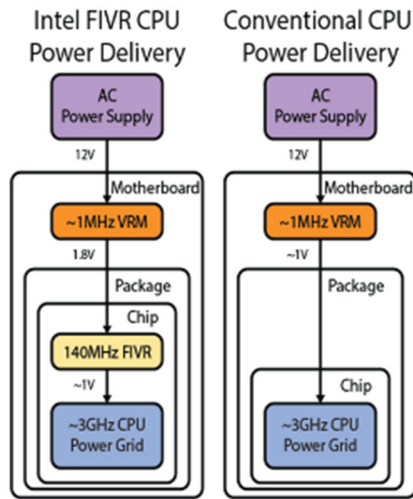 Intel FIVR CPU
Power Delivery
AC
Power Supply
12V
Motherboard
~1MHz VRM
1.8V
Package
Chip
140MHz FIVR
~1V
~3GHz CPU
Power Grid
Conventional CPU
Power Delivery
AC
Power Supply
12V
Motherboard
~1MHz VRM
~1V
Package
Chip
~3GHz CPU
Power Grid